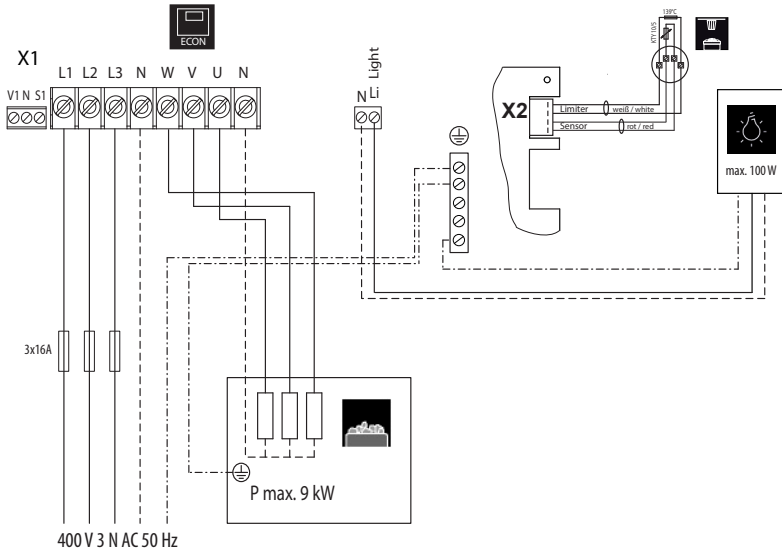 ECON
X1
L1 L2 L3 N W V U N
V1 N S1
Light
N Li
139°C
KTY 10/5
X2
Limiter weiß / white
Sensor rot / red
max. 100 W
3x16A
P max. 9 kW
400 V 3 N AC 50 Hz